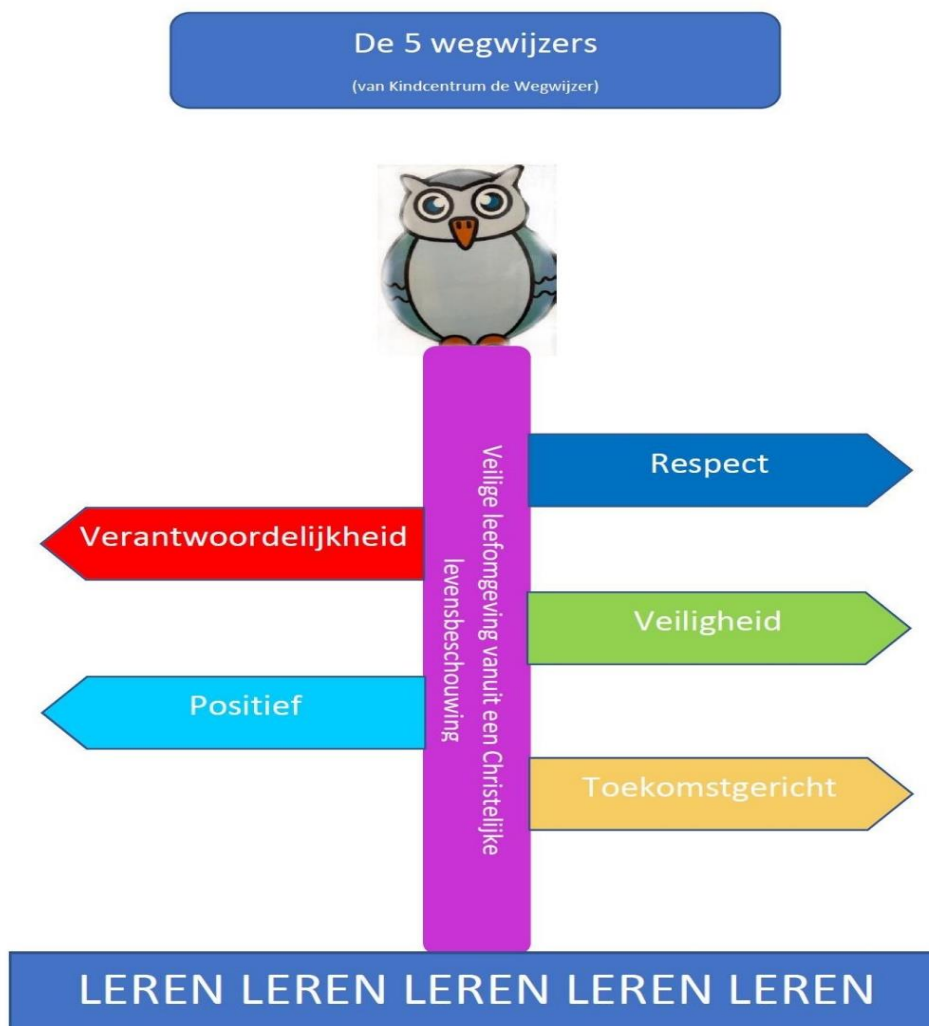 De 5 wegwijzers
(van Kindcentrum de Wegwijzer)
Respect
Verantwoordelijkheid
Veiligheid
Positief
Toekomstgericht
Veilige leefomgeving vanuit een Christelijke
levensbeschouwing
LEREN LEREN LEREN LEREN LEREN